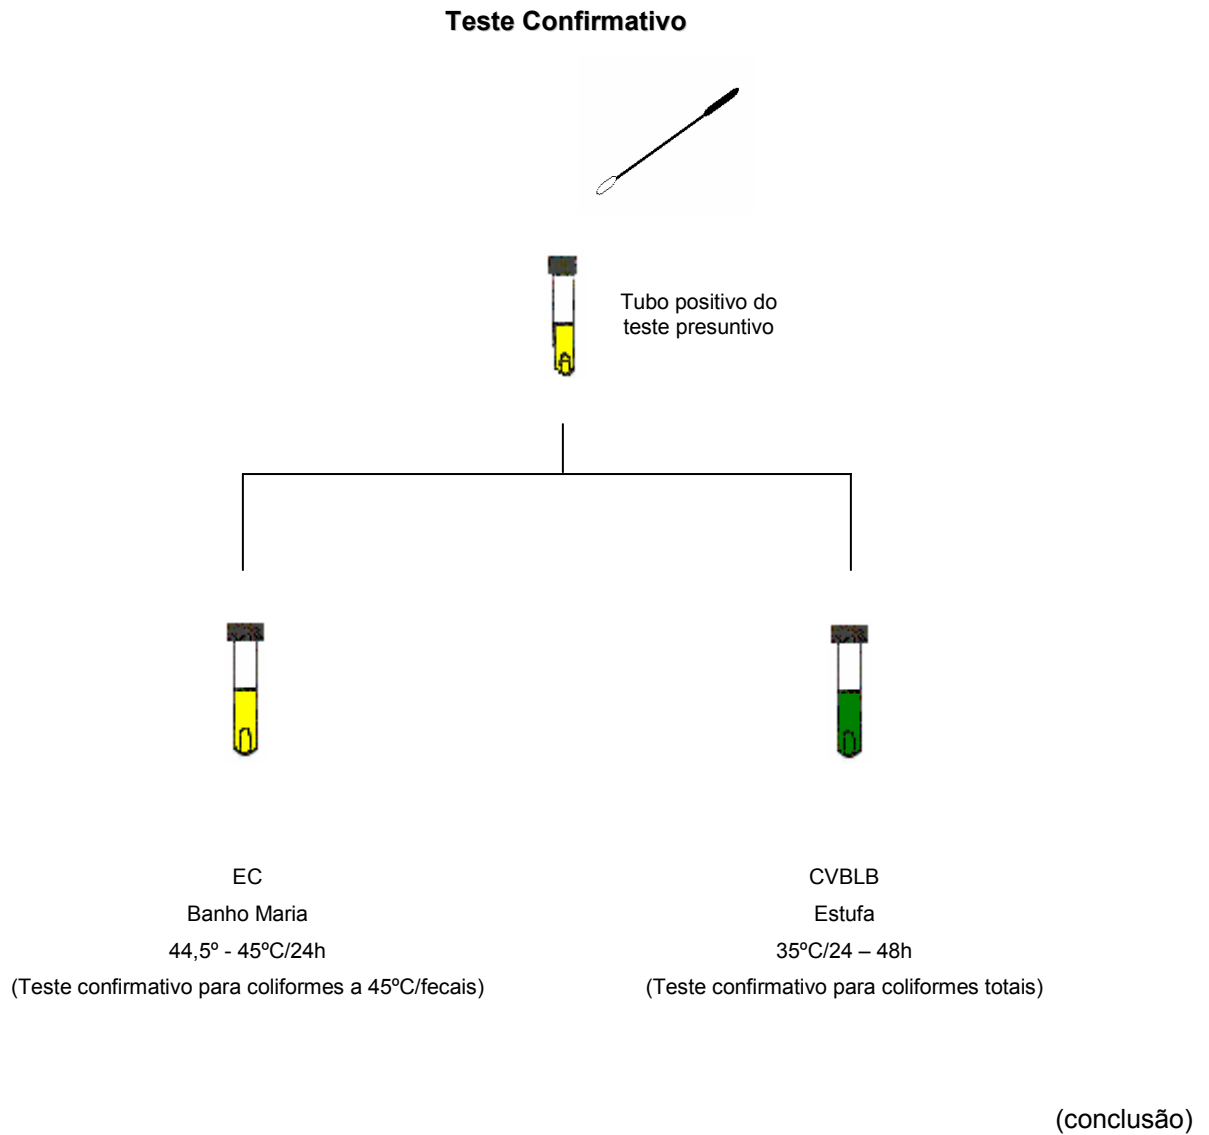 Teste Confirmativo
Tubo positivo do
teste presuntivo
EC
Banho Maria
44,5º - 45ºC/24h
(Teste confirmativo para coliformes a 45ºC/fecais)
CVBLB
Estufa
35ºC/24 – 48h
(Teste confirmativo para coliformes totais)
(conclusão)